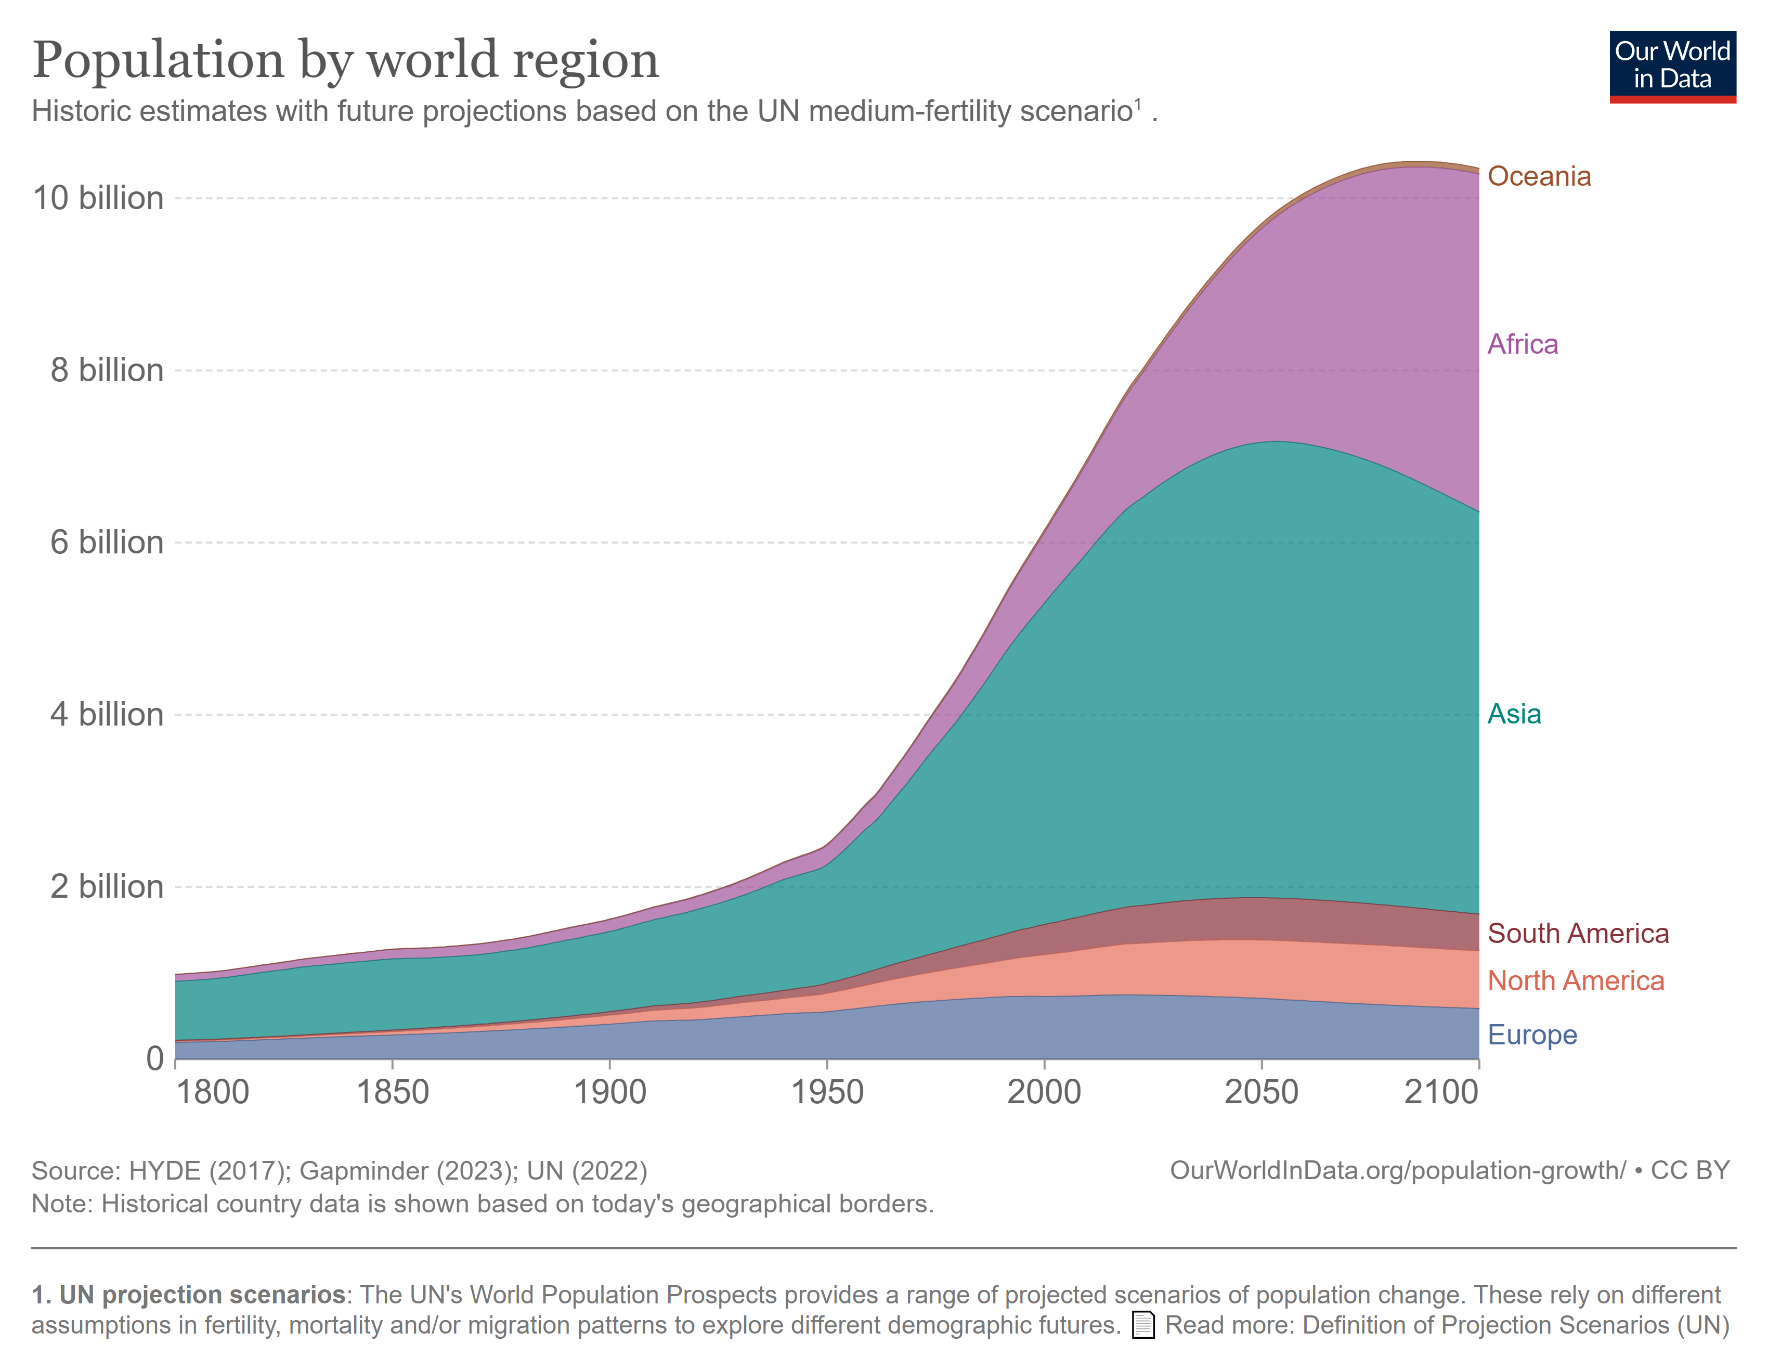 Population by world region
Our World
in Data
Historic estimates with future projections based on the UN medium-fertility scenario¹ .
10 billion
8 billion
6 billion
4 billion
2 billion
0
Oceania
Africa
Asia
South America
North America
Europe
1800 1850 1900 1950 2000 2050 2100
Source: HYDE (2017); Gapminder (2023); UN (2022)
OurWorldInData.org/population-growth/ • CC BY
Note: Historical country data is shown based on today's geographical borders.
1. UN projection scenarios: The UN's World Population Prospects provides a range of projected scenarios of population change. These rely on different
assumptions in fertility, mortality and/or migration patterns to explore different demographic futures. 📄 Read more: Definition of Projection Scenarios (UN)